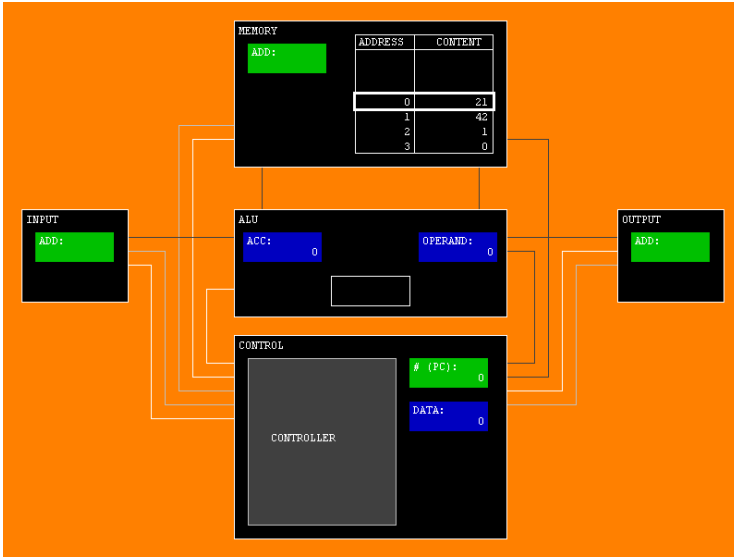 MEMORY
ADD:
ADDRESS CONTENT
0 21
1 42
2 1
3 0
INPUT
ADD:
ALU
ACC:
0
OPERAND:
0
OUTPUT
ADD:
CONTROL
# (PC):
0
DATA:
0
CONTROLLER